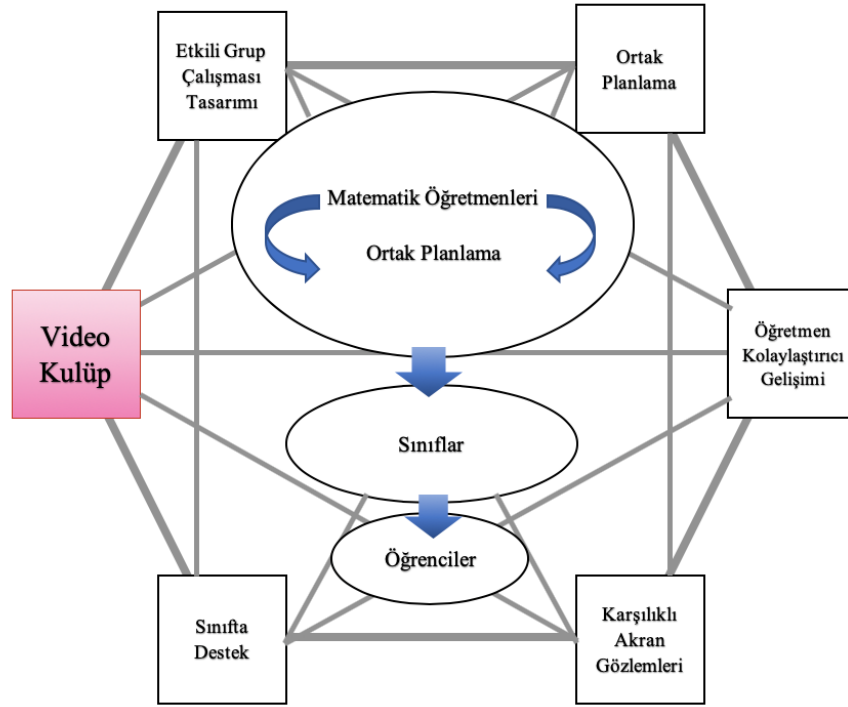 Etkili Grup
Çalışması
Tasarımı
Ortak
Planlama
Matematik Öğretmenleri
Ortak Planlama
Video
Kulüp
Öğretmen
Kolaylaştırıcı
Gelişimi
Sınıflar
Öğrenciler
Sınıfta
Destek
Karşılıklı
Akran
Gözlemleri